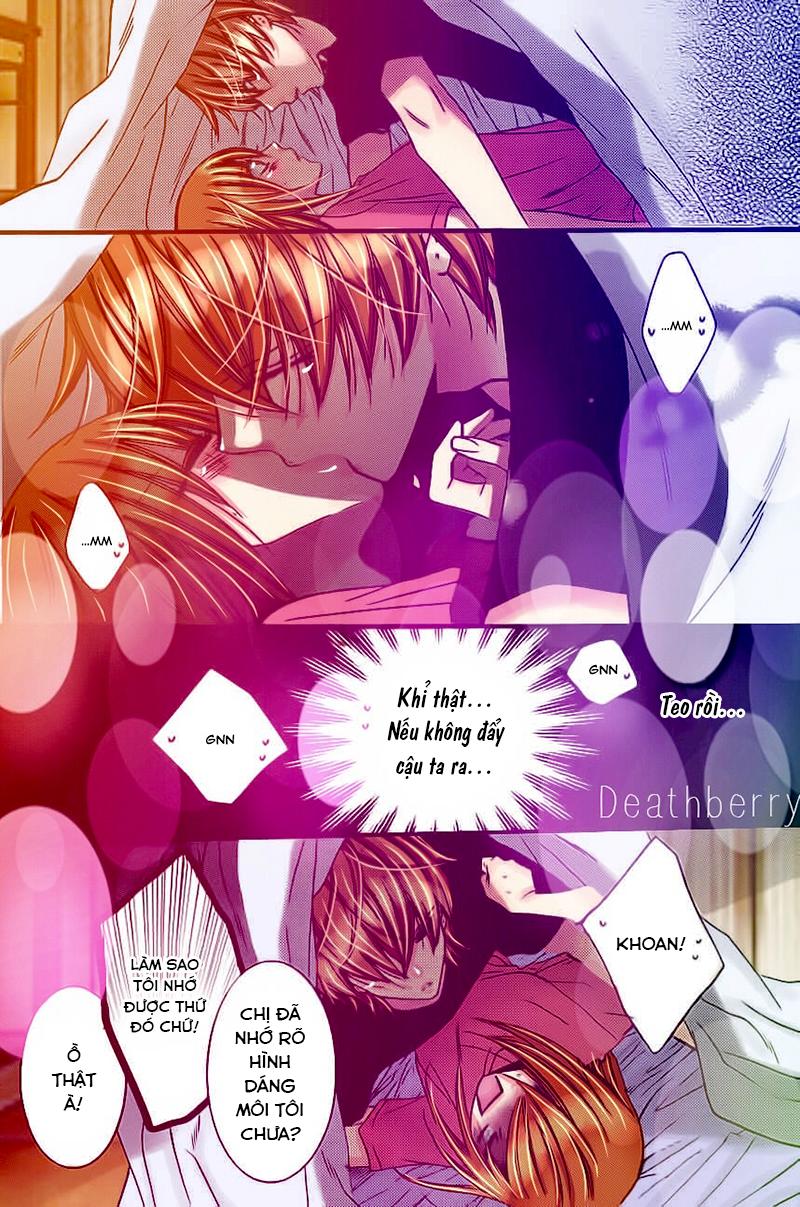 ...MM
...MM
GNN
Khỉ thật...
Nếu không đẩy
cậu ta ra...
GNN
Teo rồi...
Deathberry
KHOAN!
CHỊ ĐÃ
NHỚ RÕ
HÌNH
DÁNG
MÔI TÔI
CHƯA?
LÀM SAO
TÔI NHỚ
ĐƯỢC THỨ
ĐÓ CHỨ!
Ồ
THẬT
À!